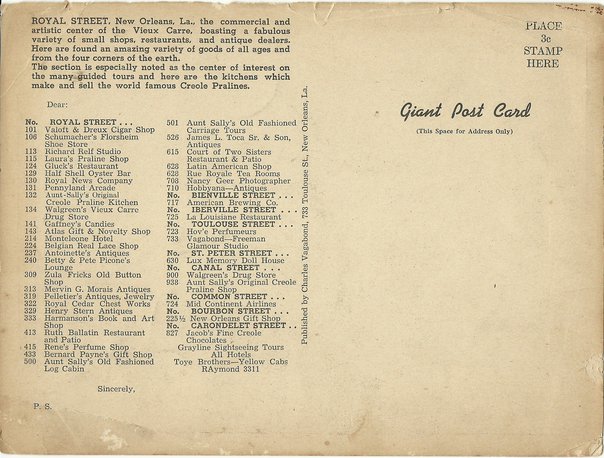 ROYAL STREET, New Orleans, La., the commercial and
artistic center of the Vieux Carre, boasting a fabulous
variety of small shops, restaurants, and antique dealers.
Here are found an amazing variety of goods of all ages and
from the four corners of the earth.
The section is especially noted as the center of interest on
the many guided tours and here are the kitchens which
make and sell the world famous Creole Pralines.
Dear:
No. ROYAL STREET . . .
101 Valoft & Dreux Cigar Shop
106 Schumacher's Florsheim
Shoe Store
113 Richard Relf Studio
115 Laura's Praline Shop
124 Gluck's Restaurant
129 Half Shell Oyster Bar
130 Royal News Company
131 Pennyland Arcade
132 Aunt-Sally's Original
Creole Praline Kitchen
134 Walgreen's Vieux Carre
Drug Store
141 Gaffney's Candies
143 Atlas Gift & Novelty Shop
214 Monteleone Hotel
224 Belgian Real Lace Shop
237 Antoinette's Antiques
240 Betty & Pete Picone's
Lounge
309 Zula Fricks Old Button
Shop
313 Mervin G. Morais Antiques
319 Pelletier's Antiques, Jewelry
322 Royal Cedar Chest Works
329 Henry Stern Antiques
333 Harmanson's Book and Art
Shop
413 Ruth Ballatin Restaurant
and Patio
415 Rene's Perfume Shop
433 Bernard Payne's Gift Shop
500 Aunt Sally's Old Fashioned
Log Cabin
501 Aunt Sally's Old Fashioned
Carriage Tours
526 James L. Toca Sr. & Son,
Antiques
615 Court of Two Sisters
Restaurant & Patio
628 Latin American Shop
628 Rue Royale Tea Rooms
708 Nancy Geer Photographer
710 Hobbyana—Antiques
No. BIENVILLE STREET . . .
717 American Brewing Co.
No. IBERVILLE STREET . . .
725 La Louisiane Restaurant
No. TOULOUSE STREET . . .
723 Hov'e Perfumeurs
733 Vagabond—Freeman
Glamour Studio
No. ST. PETER STREET . . .
630 Lux Memory Doll House
No. CANAL STREET . . .
900 Walgreen's Drug Store
938 Aunt Sally's Original Creole
Praline Shop
No. COMMON STREET . . .
724 Mid Continent Airlines
No. BOURBON STREET . . .
225½ New Orleans Gift Shop
No. CARONDELET STREET . .
827 Jacob's Fine Creole
Chocolates
Grayline Sightseeing Tours
All Hotels
Toye Brothers—Yellow Cabs
RAymond 3311
Sincerely,
P. S.
Published by Charles Vagabond, 733 Toulouse St., New Orleans, La.
PLACE
3c
STAMP
HERE
Giant Post Card
(This Space for Address Only)